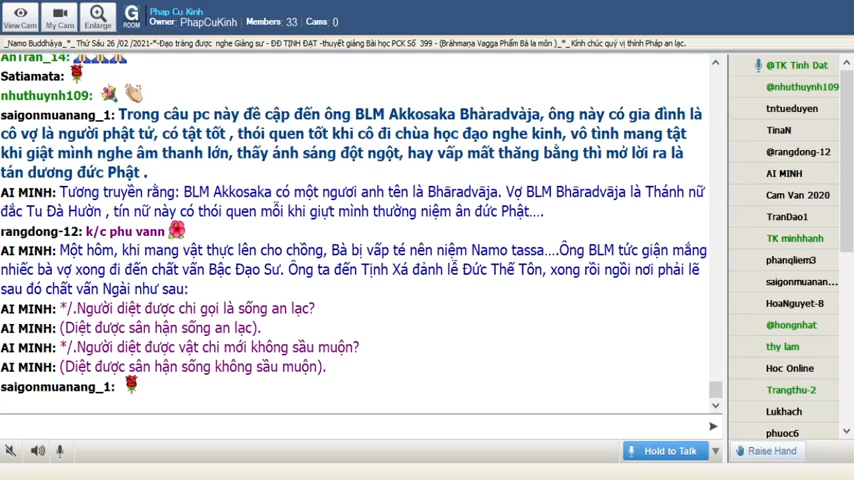 Phap Cu Kinh
Owner: PhapCuKinh | Members: 33 | Cams: 0
View Cam
My Cam
Enlarge
G
ROOM
_Namo Buddhāya_*_ Thứ Sáu 26 /02 /2021-*-Đạo tràng được nghe Giảng sư - ĐĐ TỊNH ĐẠT -thuyết giảng Bài học PCK Số 399 - (Brāhmaṇa Vagga Phẩm Bà la môn )_*_ Kính chúc quý vị thính Pháp an lạc.
AnTran_14:
Satiamata:
nhuthuynh109:
saigonmuanang_1: Trong câu pc này đề cập đến ông BLM Akkosaka Bhàradvàja, ông này có gia đình là
cô vợ là người phật tử, có tật tốt , thói quen tốt khi cô đi chùa học đạo nghe kinh, vô tình mang tật
khi giật mình nghe âm thanh lớn, thấy ánh sáng đột ngột, hay vấp mất thăng bằng thì mở lời ra là
tán dương đức Phật .
AI MINH: Tương truyền rằng: BLM Akkosaka có một ngươi anh tên là Bhāradvāja. Vợ BLM Bhāradvāja là Thánh nữ
đắc Tu Đà Hườn , tín nữ này có thói quen mỗi khi giựt mình thường niệm ân đức Phật....
rangdong-12: k/c phu vann
AI MINH: Một hôm, khi mang vật thực lên cho chồng, Bà bị vấp té nên niệm Namo tassa....Ông BLM tức giận mắng
nhiếc bà vợ xong đi đến chất vấn Bậc Đạo Sư. Ông ta đến Tịnh Xá đảnh lễ Đức Thế Tôn, xong rồi ngồi nơi phải lẽ
sau đó chất vấn Ngài như sau:
AI MINH: */.Người diệt được chi gọi là sống an lạc?
AI MINH: (Diệt được sân hận sống an lạc).
AI MINH: */.Người diệt được vật chi mới không sầu muộn?
AI MINH: (Diệt được sân hận sống không sầu muộn).
saigonmuanang_1:
Hold to Talk
@TK Tinh Dat
@nhuthuynh109
tntueduyen
TinaN
@rangdong-12
AI MINH
Cam Van 2020
TranDao1
TK minhhanh
phanqliem3
saigonmuanan...
HoaNguyet-8
@hongnhat
thy lam
Hoc Online
Trangthu-2
Lukhach
phuoc6
Raise Hand